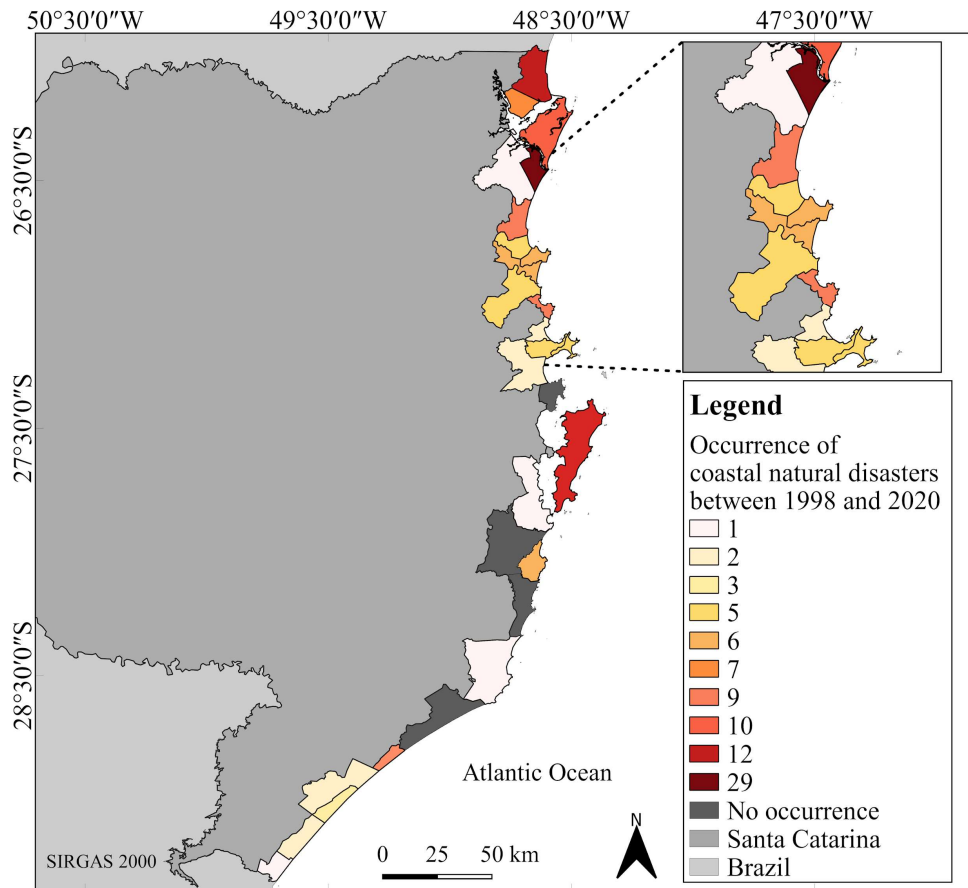 50°30'0"W 49°30'0"W 48°30'0"W 47°30'0"W
26°30'0"S
27°30'0"S
28°30'0"S
Legend
Occurrence of
coastal natural disasters
between 1998 and 2020
1
2
3
5
6
7
9
10
12
29
No occurrence
Santa Catarina
Brazil
Atlantic Ocean
N
SIRGAS 2000
0 25 50 km